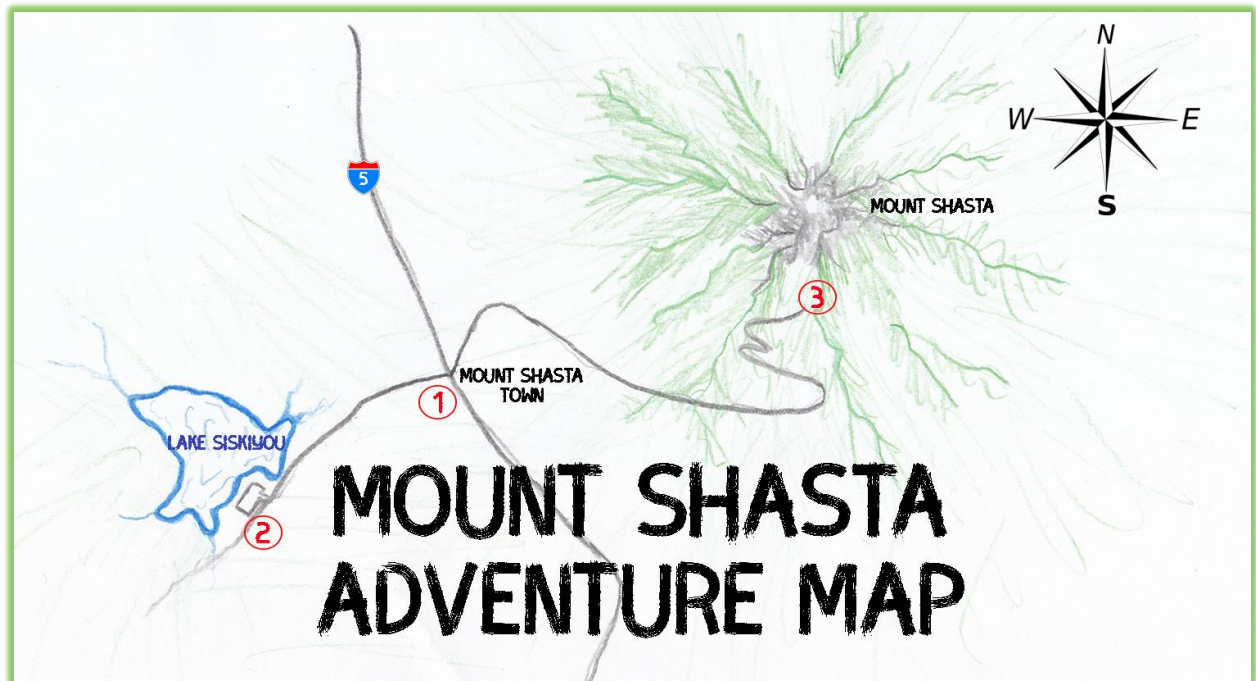 N
W E
S
5
MOUNT SHASTA
3
MOUNT SHASTA
TOWN
1
LAKE SISKIYOU
2
MOUNT SHASTA
ADVENTURE MAP